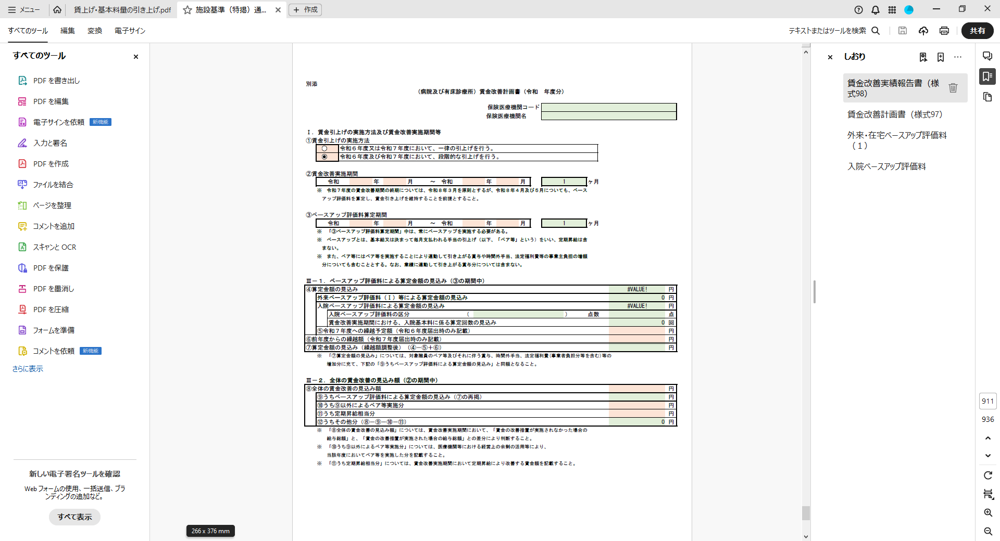 メニュー
賃上げ・基本料量の引き上げ.pdf
施設基準（特掲）通...
作成
すべてのツール
編集
変換
電子サイン
テキストまたはツールを検索
共有
すべてのツール
PDF を書き出し
PDF を編集
電子サインを依頼 新機能
入力と署名
PDF を作成
ファイルを結合
ページを整理
コメントを追加
スキャンと OCR
PDF を保護
PDF を墨消し
PDF を圧縮
フォームを準備
コメントを依頼 新機能
さらに表示
新しい電子署名ツールを確認
Web フォームの使用、一括送信、ブラ
ンディングの追加など。
すべて表示
266 x 376 mm
別添
（病院及び有床診療所）賃金改善計画書（令和　年度分）
保険医療機関コード
保険医療機関名
Ⅰ．賃金引上げの実施方法及び賃金改善実施期間等
①賃金引上げの実施方法
令和６年度又は令和７年度において、一律の引上げを行う。
令和６年度及び令和７年度において、段階的な引上げを行う。
②賃金改善実施期間
令和 年 月 ～ 令和 年 月 1 ヶ月
※　令和７年度の賃金改善期間の終期については、令和８年３月を原則とするが、令和８年４月及び５月についても、ベース
アップ評価料を算定し、賃金引き上げを維持することを前提とすること。
③ベースアップ評価料算定期間
令和 年 月 ～ 令和 年 月 1 ヶ月
※　「③ベースアップ評価料算定期間」中は、常にベースアップを実施する必要がある。
※　ベースアップとは、基本給又は決まって毎月支払われる手当の引上げ（以下、「ベア等」という）をいい、定期昇給は含
まない。
※　また、ベア等にはベア等を実施することにより連動して引き上がる賞与や時間外手当、法定福利費等の事業主負担の増額
分についても含むこととする。なお、業績に連動して引き上がる賞与分については含まない。
Ⅱ－１．ベースアップ評価料による算定金額の見込み（③の期間中）
④算定金額の見込み #VALUE! 円
外来ベースアップ評価料（Ⅰ）等による算定金額の見込み 0 円
入院ベースアップ評価料による算定金額の見込み #VALUE! 円
入院ベースアップ評価料の区分 （ ） 点数 点
賃金改善実施期間における、入院基本料に係る算定回数の見込み 0 回
⑤令和７年度への繰越予定額（令和６年度届出時のみ記載） 円
⑥前年度からの繰越額（令和７年度届出時のみ記載） 円
⑦算定金額の見込み（繰越額調整後）（④－⑤＋⑥） 円
※　「⑦算定金額の見込み」については、対象職員のベア等及びそれに伴う賞与、時間外手当、法定福利費(事業者負担分等を含む)等の
増加分に充て、下記の「⑨うちベースアップ評価料による算定金額の見込み」と同額となること。
Ⅱ－２．全体の賃金改善の見込み額（②の期間中）
⑧全体の賃金改善の見込み額 円
⑨うちベースアップ評価料による算定金額の見込み（⑦の再掲） 円
⑩うち⑨以外によるベア等実施分 円
⑪うち定期昇給相当分 円
⑫うちその他分（⑧－⑨－⑩－⑪） 0 円
※　「⑧全体の賃金改善の見込み額」については、賃金改善実施期間において、「賃金の改善措置が実施されなかった場合の
給与総額」と、「賃金の改善措置が実施された場合の給与総額」との差分により判断すること。
※　「⑩うち⑨以外によるベア等実施分」については、医療機関等における経営上の余剰の活用等により、
当該年度においてベア等を実施した分を記載すること。
※　「⑪うち定期昇給相当分」については、賃金改善実施期間において定期昇給により改善する賃金額を記載すること。
しおり
賃金改善実績報告書（様
式98）
賃金改善計画書（様式97）
外来・在宅ベースアップ評価料
（１）
入院ベースアップ評価料
911
936